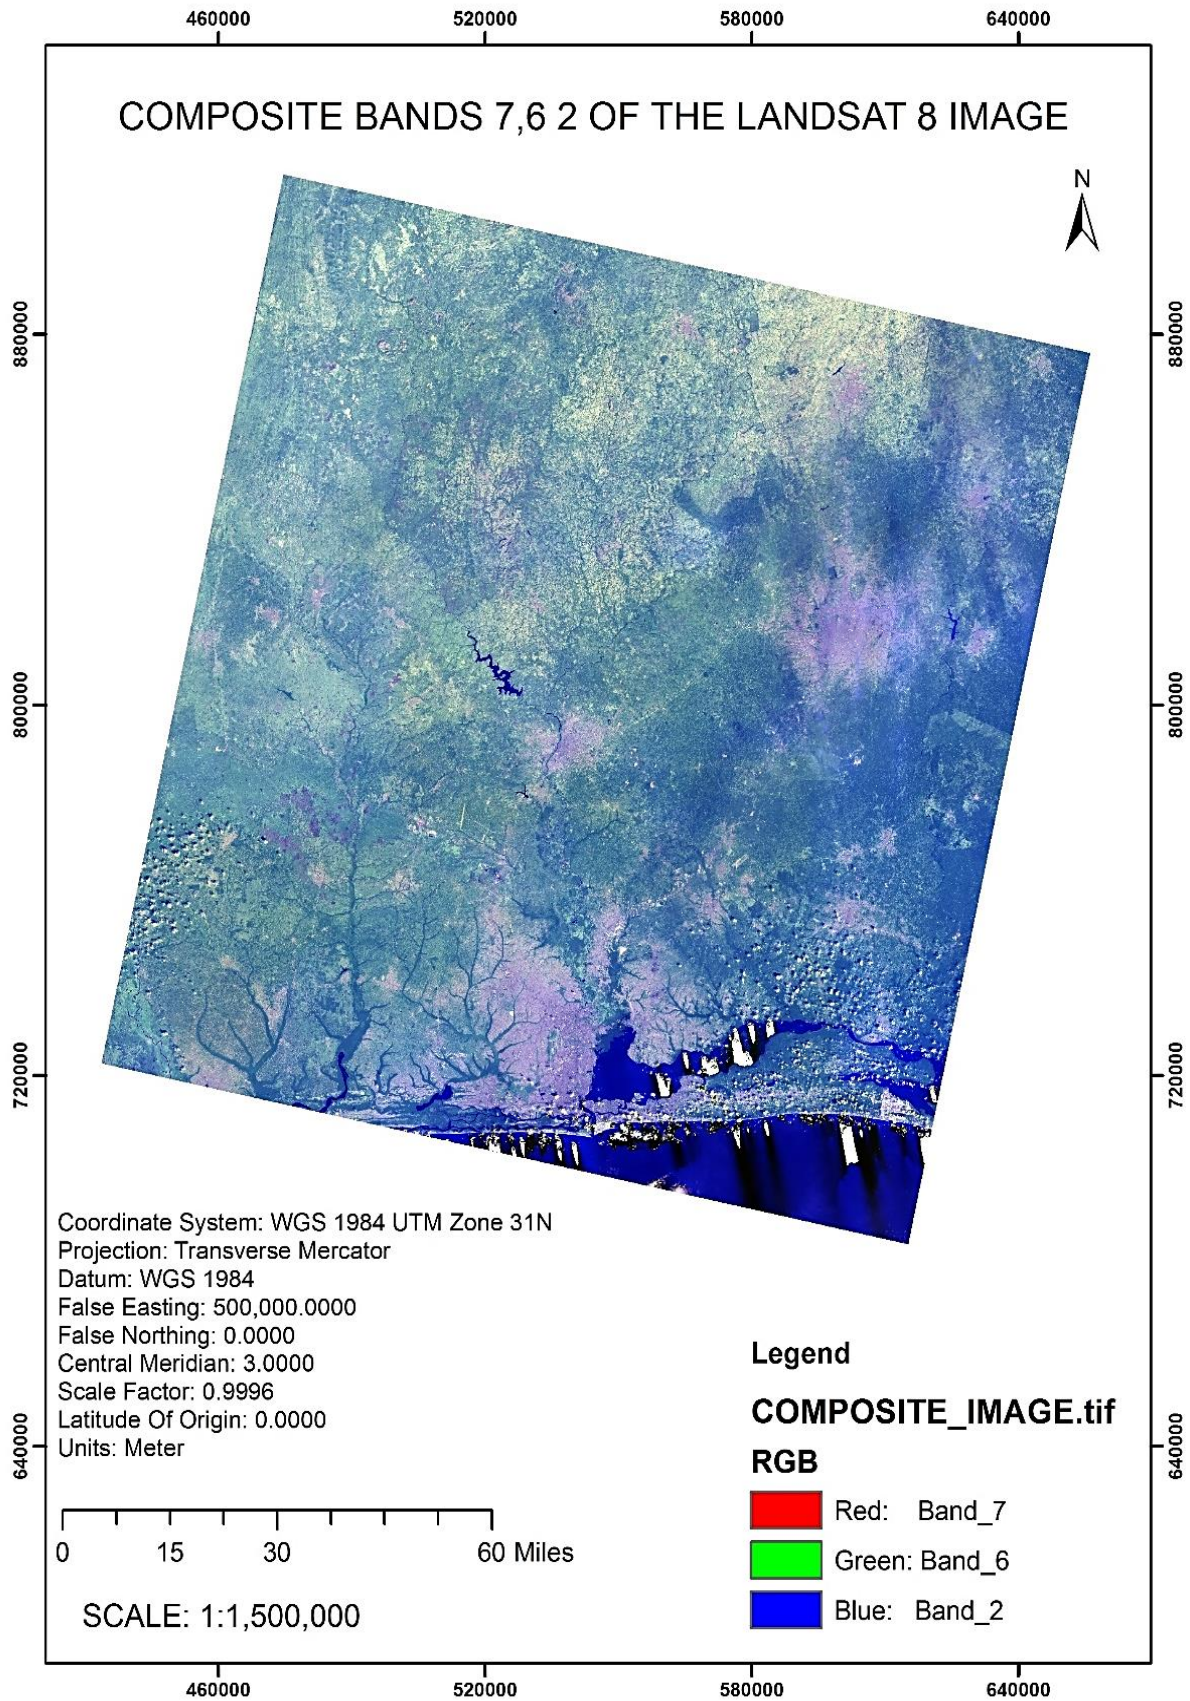 460000 520000 580000 640000
COMPOSITE BANDS 7,6 2 OF THE LANDSAT 8 IMAGE
N
880000 880000
800000 800000
720000 720000
Coordinate System: WGS 1984 UTM Zone 31N
Projection: Transverse Mercator
Datum: WGS 1984
False Easting: 500,000.0000
False Northing: 0.0000
Central Meridian: 3.0000
Scale Factor: 0.9996
Latitude Of Origin: 0.0000
Units: Meter
640000 640000
Legend
COMPOSITE_IMAGE.tif
RGB
Red: Band_7
Green: Band_6
Blue: Band_2
0 15 30 60 Miles
SCALE: 1:1,500,000
460000 520000 580000 640000